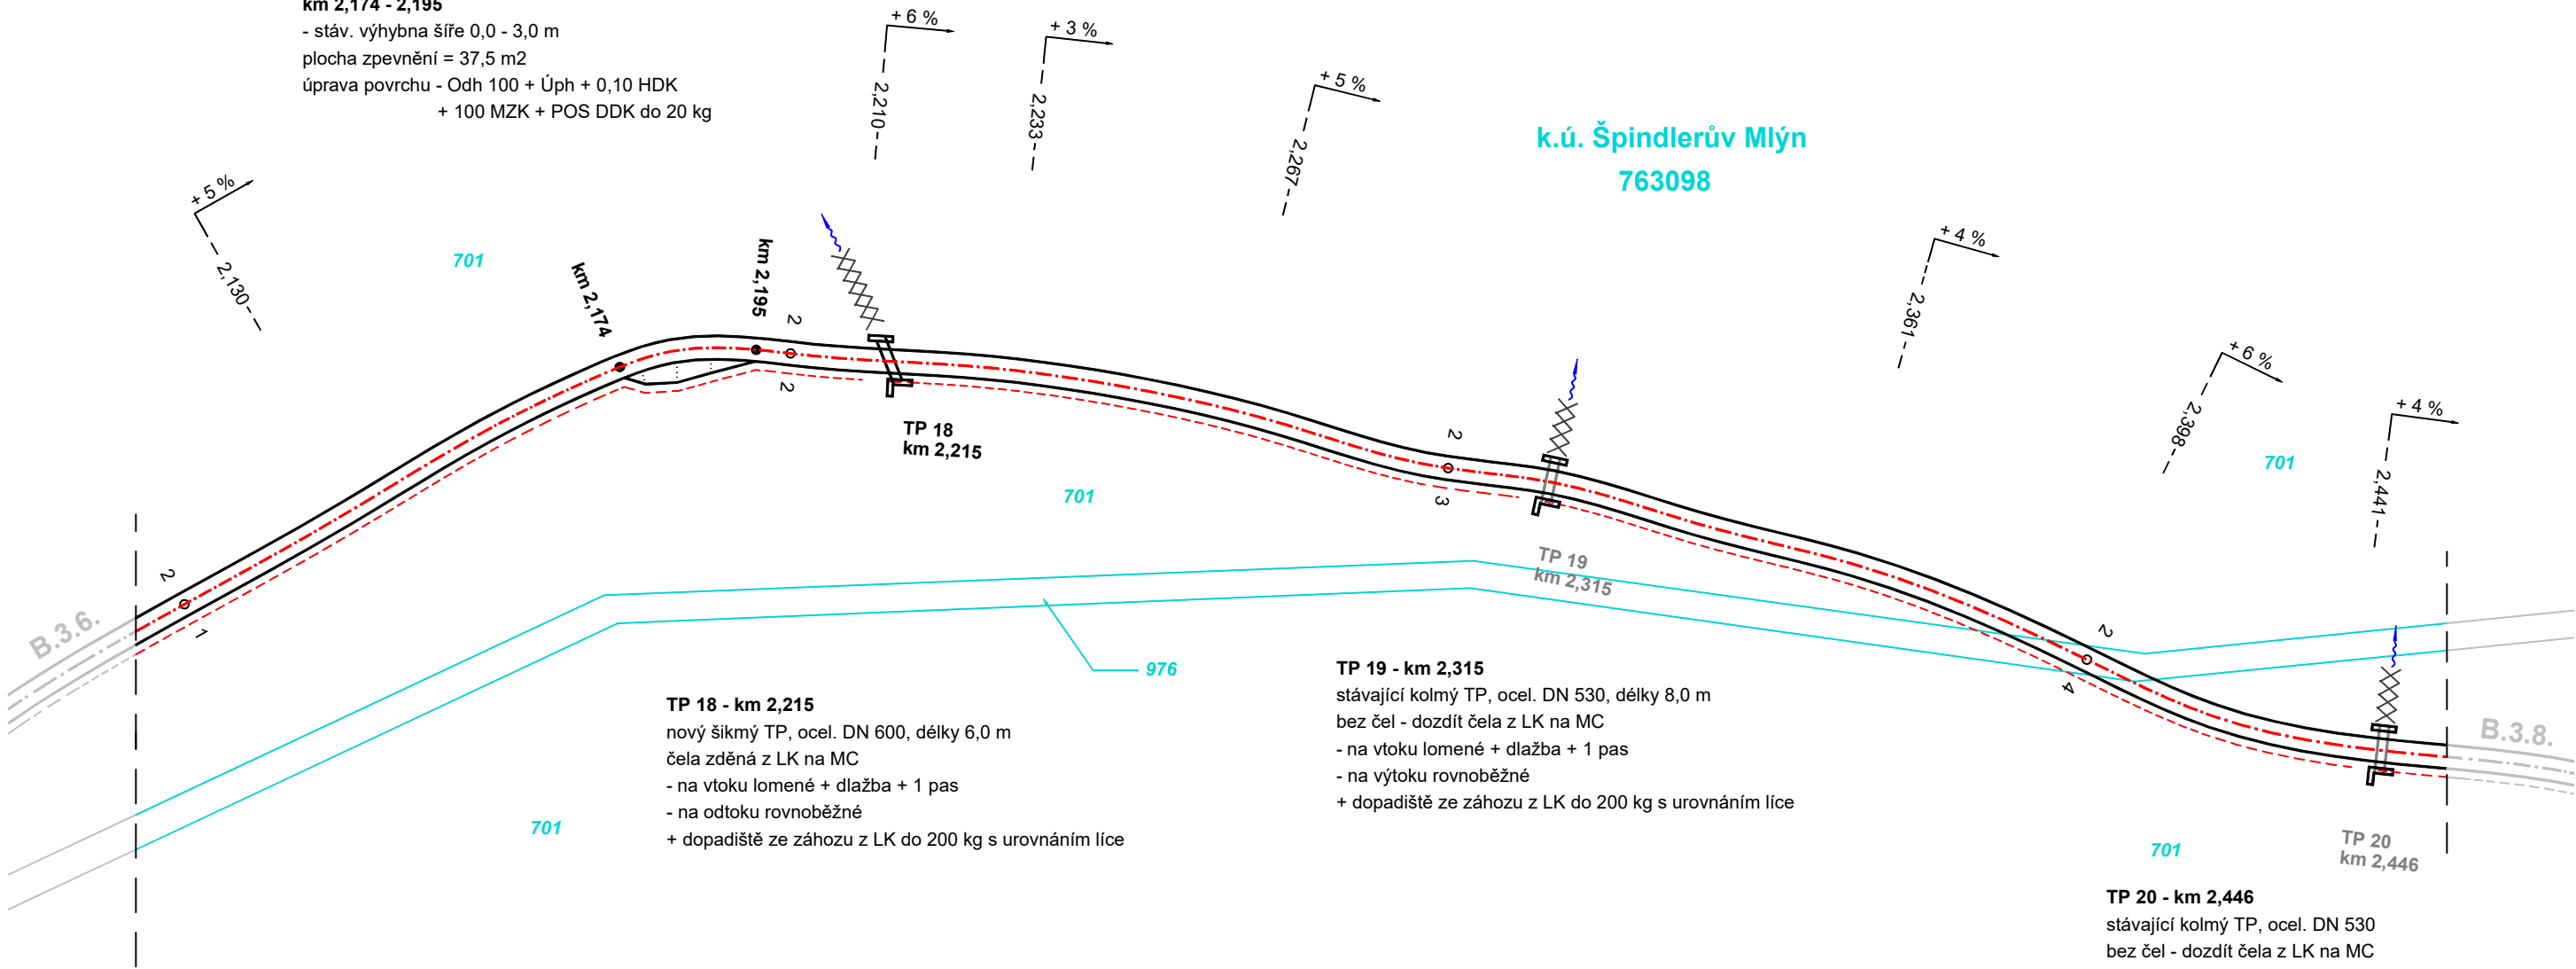 km 2,174 - 2,195
- stáv. výhybna šíře 0,0 - 3,0 m
plocha zpevnění = 37,5 m2
úprava povrchu - Odh 100 + Úph + 0,10 HDK
+ 100 MZK + POS DDK do 20 kg
+ 5 %
2,130
+ 6 %
2,210
+ 3 %
2,233
+ 5 %
2,267
k.ú. Špindlerův Mlýn
763098
+ 4 %
2,361
+ 6 %
2,398
+ 4 %
2,441
701
km 2,174
km 2,195
2
2
TP 18
km 2,215
701
2
3
TP 19
km 2,315
701
2
1
B.3.6.
2
4
B.3.8.
976
TP 18 - km 2,215
nový šikmý TP, ocel. DN 600, délky 6,0 m
čela zděná z LK na MC
- na vtoku lomené + dlažba + 1 pas
- na odtoku rovnoběžné
+ dopadiště ze záhozu z LK do 200 kg s urovnáním líce
TP 19 - km 2,315
stávající kolmý TP, ocel. DN 530, délky 8,0 m
bez čel - dozdít čela z LK na MC
- na vtoku lomené + dlažba + 1 pas
- na výtoku rovnoběžné
+ dopadiště ze záhozu z LK do 200 kg s urovnáním líce
701
701
TP 20
km 2,446
TP 20 - km 2,446
stávající kolmý TP, ocel. DN 530
bez čel - dozdít čela z LK na MC